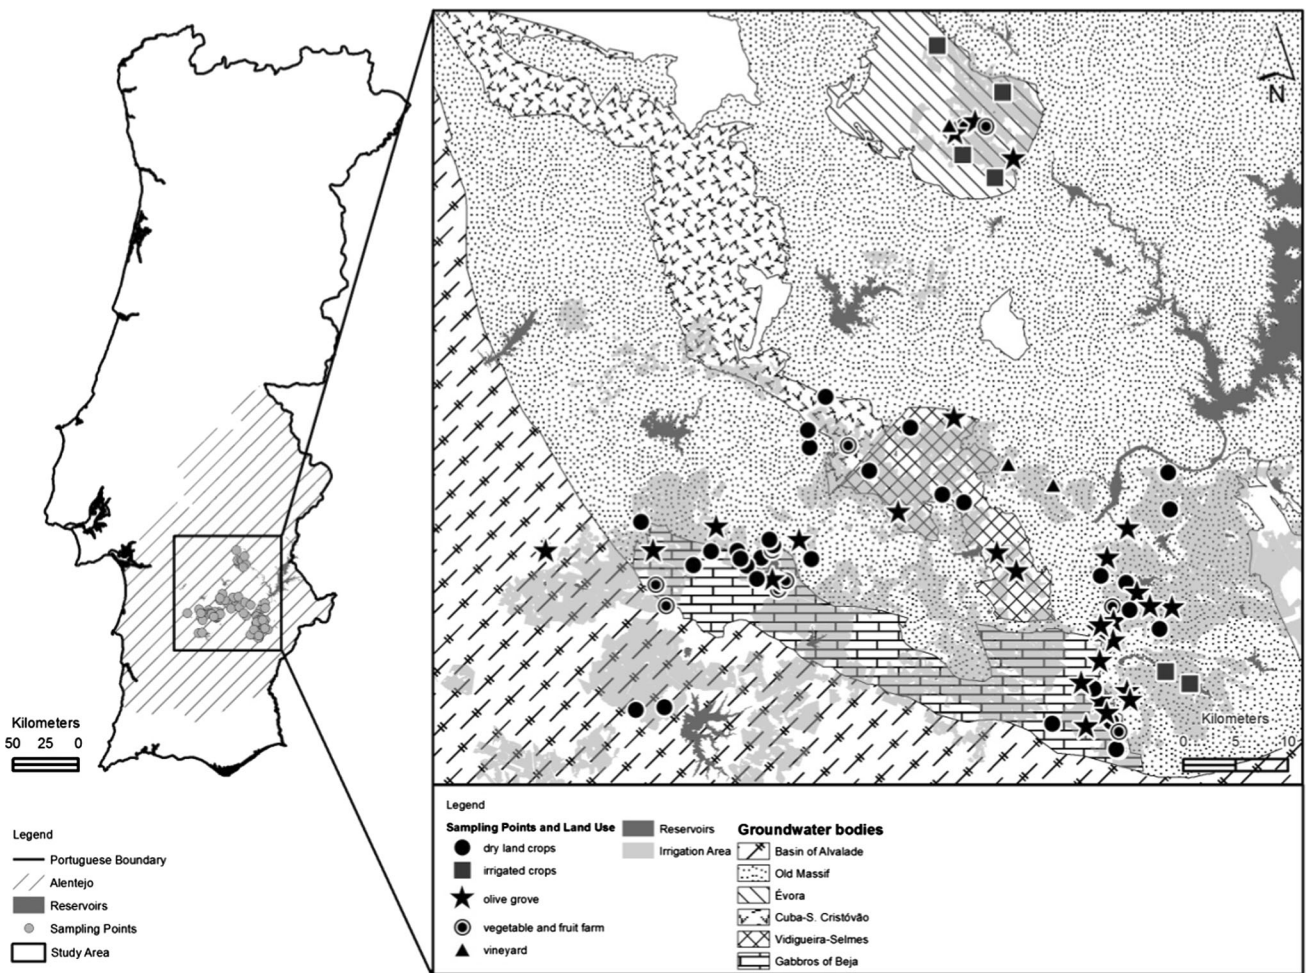 N
Kilometers
0 5 10
Kilometers
50 25 0
Legend
Portuguese Boundary
Alentejo
Reservoirs
Sampling Points
Study Area
Legend
Sampling Points and Land Use
dry land crops
irrigated crops
olive grove
vegetable and fruit farm
vineyard
Reservoirs
Irrigation Area
Groundwater bodies
Basin of Alvalade
Old Massif
Évora
Cuba-S. Cristóvão
Vidigueira-Selmes
Gabbros of Beja